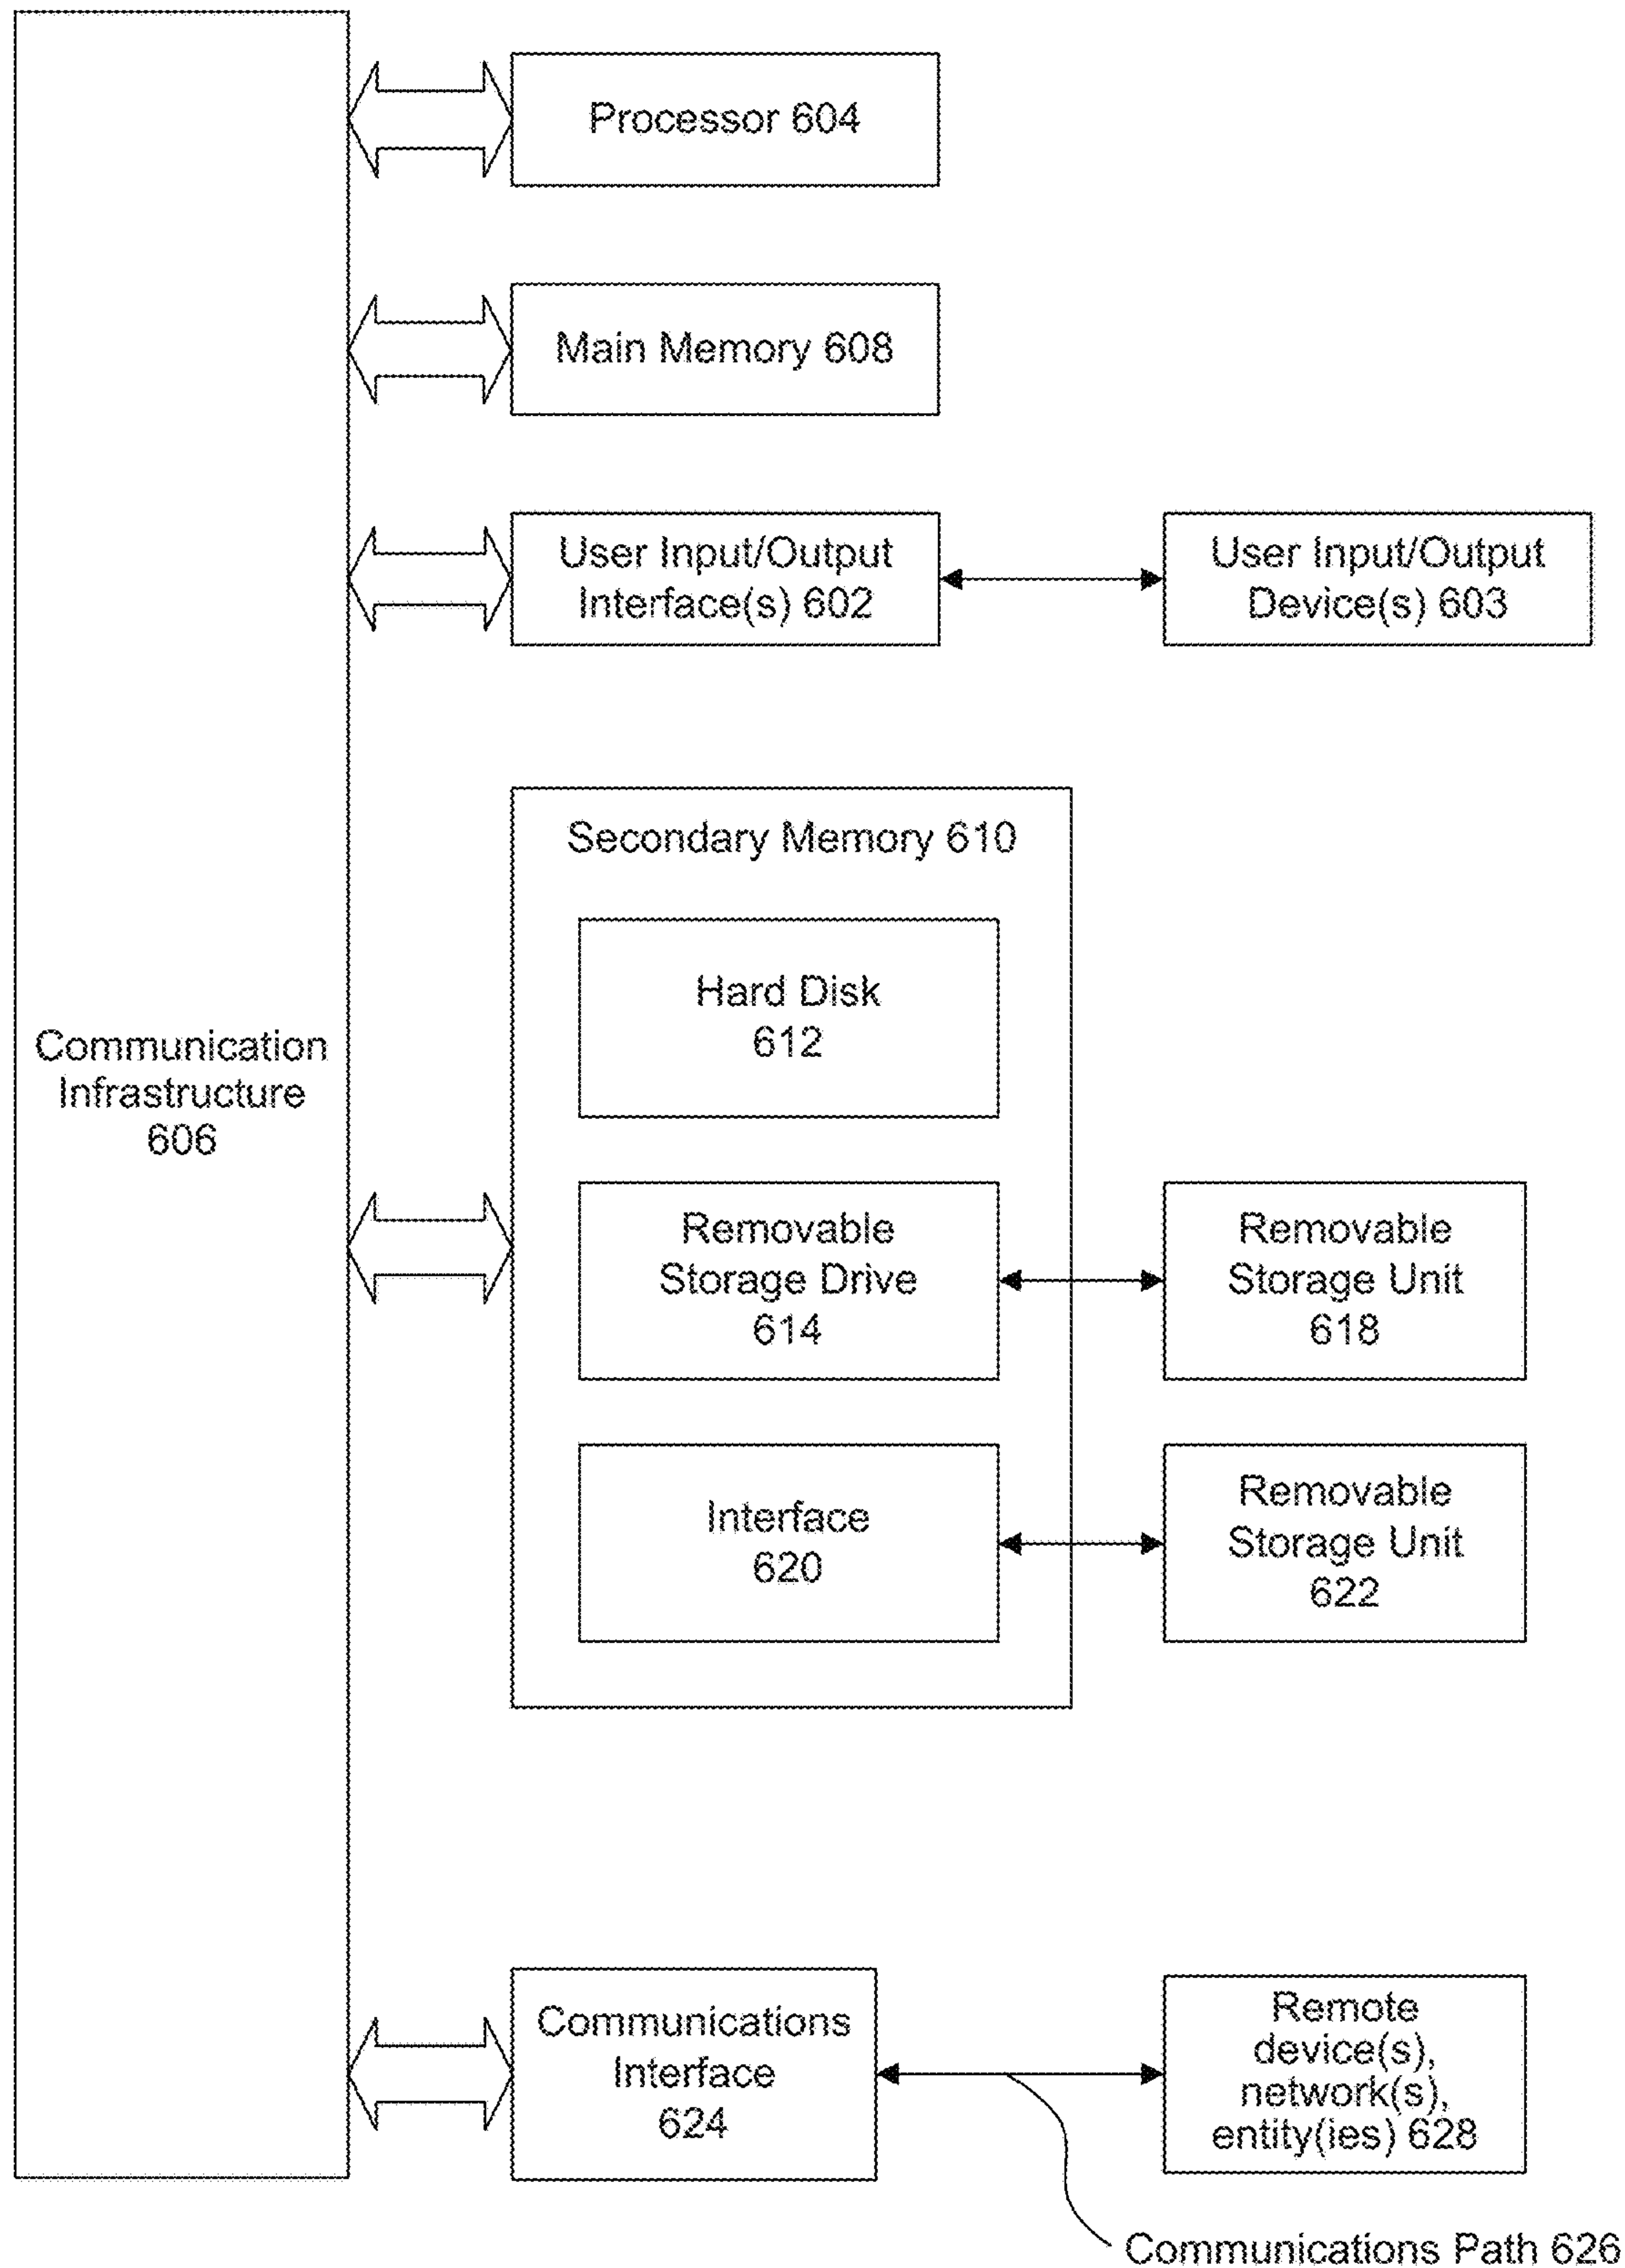 Processor 604
Main Memory 608
User Input/Output
Interface(s) 602
User Input/Output
Device(s) 603
Secondary Memory 610
Hard Disk
612
Communication
Infrastructure
606
Removable
Storage Drive
614
Removable
Storage Unit
618
Interface
620
Removable
Storage Unit
622
Communications
Interface
624
Remote
device(s),
network(s),
entity(ies) 628
Communications Path 626